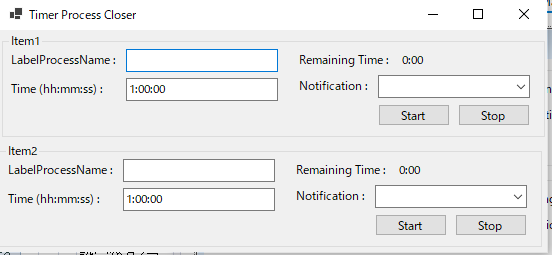 Timer Process Closer
Item1
LabelProcessName :
Remaining Time : 0:00
Time (hh:mm:ss) : 1:00:00
Notification :
Start Stop
Item2
LabelProcessName :
Remaining Time : 0:00
Time (hh:mm:ss) : 1:00:00
Notification :
Start Stop